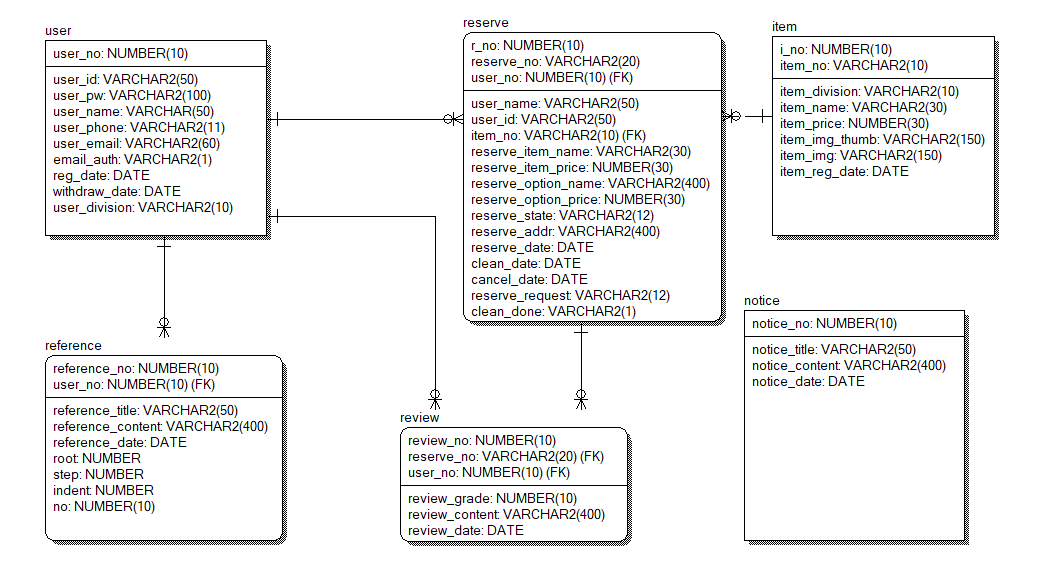 user
user_no: NUMBER(10)
user_id: VARCHAR2(50)
user_pw: VARCHAR2(100)
user_name: VARCHAR(50)
user_phone: VARCHAR2(11)
user_email: VARCHAR2(60)
email_auth: VARCHAR2(1)
reg_date: DATE
withdraw_date: DATE
user_division: VARCHAR2(10)
reserve
r_no: NUMBER(10)
reserve_no: VARCHAR2(20)
user_no: NUMBER(10) (FK)
user_name: VARCHAR2(50)
user_id: VARCHAR2(50)
item_no: VARCHAR2(10) (FK)
reserve_item_name: VARCHAR2(30)
reserve_item_price: NUMBER(30)
reserve_option_name: VARCHAR2(400)
reserve_option_price: NUMBER(30)
reserve_state: VARCHAR2(12)
reserve_addr: VARCHAR2(400)
reserve_date: DATE
clean_date: DATE
cancel_date: DATE
reserve_request: VARCHAR2(12)
clean_done: VARCHAR2(1)
item
i_no: NUMBER(10)
item_no: VARCHAR2(10)
item_division: VARCHAR2(10)
item_name: VARCHAR2(30)
item_price: NUMBER(30)
item_img_thumb: VARCHAR2(150)
item_img: VARCHAR2(150)
item_reg_date: DATE
reference
reference_no: NUMBER(10)
user_no: NUMBER(10) (FK)
reference_title: VARCHAR2(50)
reference_content: VARCHAR2(400)
reference_date: DATE
root: NUMBER
step: NUMBER
indent: NUMBER
no: NUMBER(10)
review
review_no: NUMBER(10)
reserve_no: VARCHAR2(20) (FK)
user_no: NUMBER(10) (FK)
review_grade: NUMBER(10)
review_content: VARCHAR2(400)
review_date: DATE
notice
notice_no: NUMBER(10)
notice_title: VARCHAR2(50)
notice_content: VARCHAR2(400)
notice_date: DATE